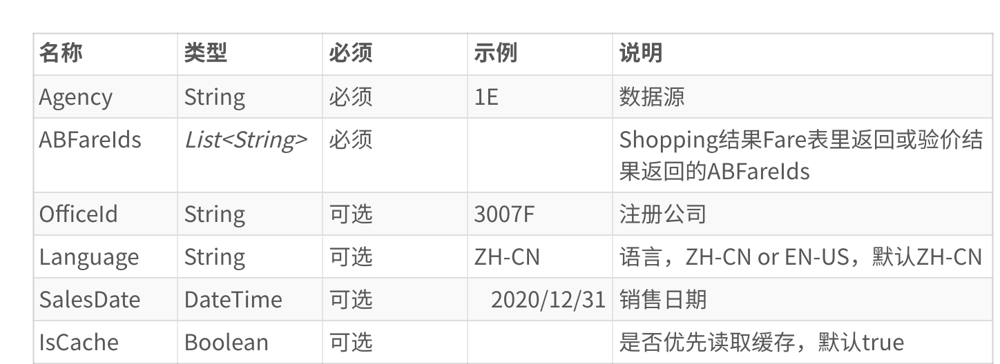 名称 类型 必须 示例 说明
Agency String 必须 1E 数据源
ABFareIds List<String> 必须 Shopping结果Fare表里返回或验价结
果返回的ABFareIds
OfficeId String 可选 3007F 注册公司
Language String 可选 ZH-CN 语言，ZH-CN or EN-US，默认ZH-CN
SalesDate DateTime 可选 2020/12/31 销售日期
IsCache Boolean 可选 是否优先读取缓存，默认true